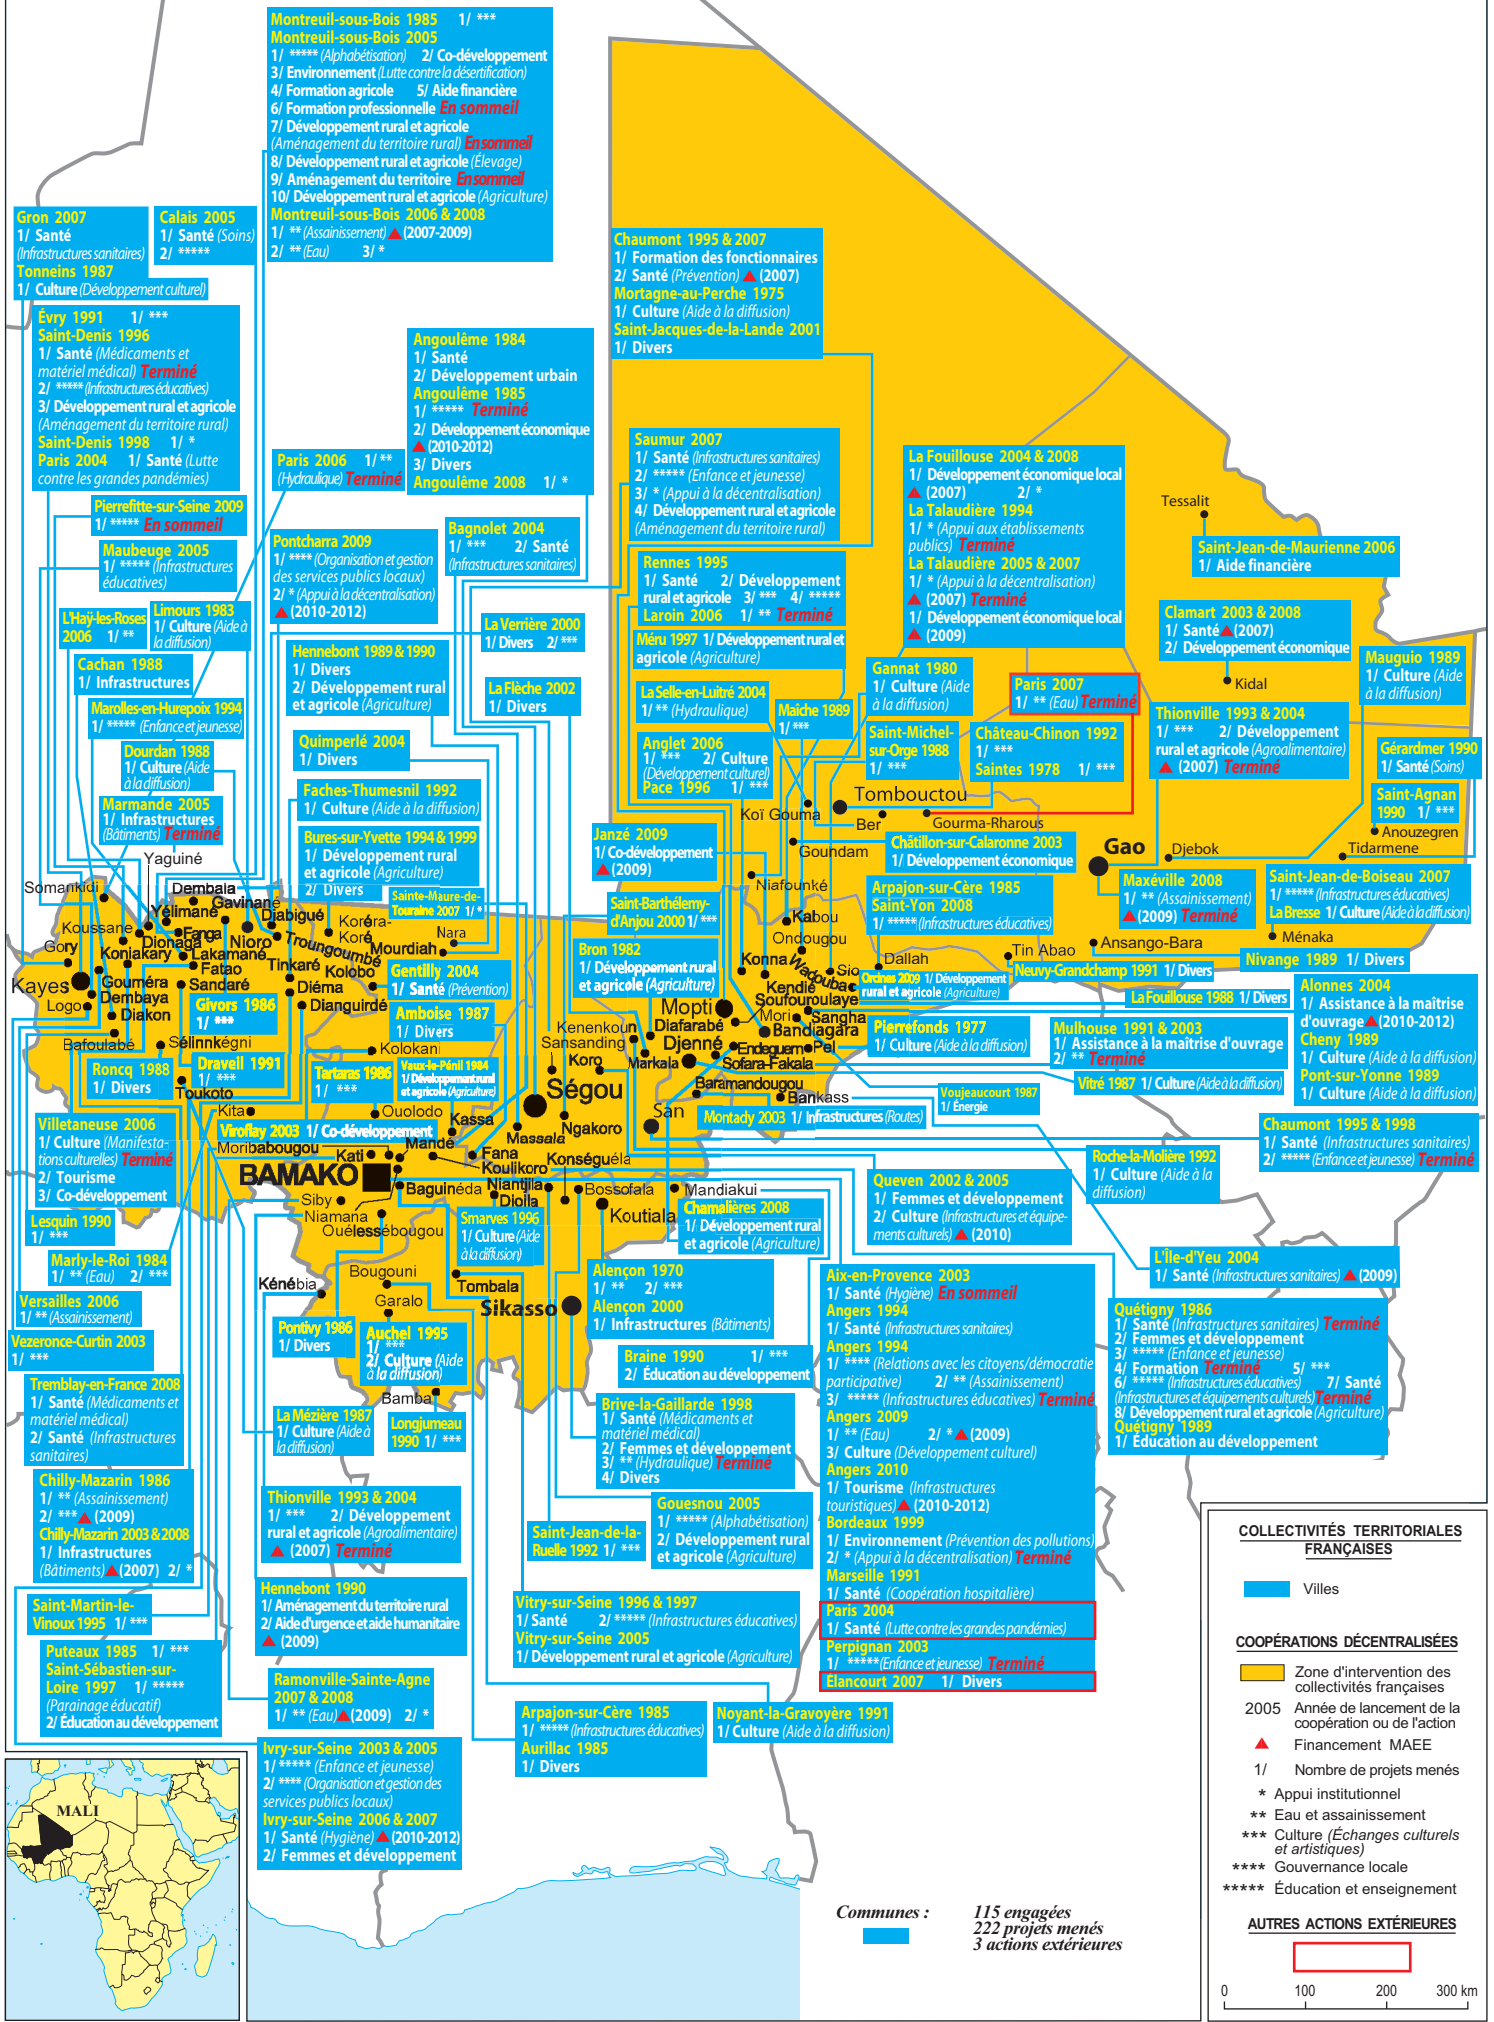 Montreuil-sous-Bois 1985 1/ ***
Montreuil-sous-Bois 2005
1/ ***** (Alphabétisation) 2/ Co-développement
3/ Environnement (Lutte contre la désertification)
4/ Formation agricole 5/ Aide financière
6/ Formation professionnelle En sommeil
7/ Développement rural et agricole
(Aménagement du territoire rural) En sommeil
8/ Développement rural et agricole (Élevage)
9/ Aménagement du territoire En sommeil
10/ Développement rural et agricole (Agriculture)
Montreuil-sous-Bois 2006 & 2008
1/ ** (Assainissement) ▲ (2007-2009)
2/ ** (Eau) 3/ *
Gron 2007
1/ Santé
(Infrastructures sanitaires)
Tonneins 1987
1/ Culture (Développement culturel)
Calais 2005
1/ Santé (Soins)
2/ *****
Évry 1991 1/ ***
Saint-Denis 1996
1/ Santé (Médicaments et
matériel médical) Terminé
2/ ***** (Infrastructures éducatives)
3/ Développement rural et agricole
(Aménagement du territoire rural)
Saint-Denis 1998 1/ *
Paris 2004 1/ Santé (Lutte
contre les grandes pandémies)
Pierrefitte-sur-Seine 2009
1/ ***** En sommeil
Maubeuge 2005
1/ ***** (Infrastructures
éducatives)
L'Haÿ-les-Roses
2006 1/ **
Limours 1983
1/ Culture (Aide à
la diffusion)
Cachan 1988
1/ Infrastructures
Marolles-en-Hurepoix 1994
1/ ***** (Enfance et jeunesse)
Dourdan 1988
1/ Culture (Aide
à la diffusion)
Marmande 2005
1/ Infrastructures
(Bâtiments) Terminé
Paris 2006 1/ **
(Hydraulique) Terminé
Angoulême 1984
1/ Santé
2/ Développement urbain
Angoulême 1985
1/ ***** Terminé
2/ Développement économique
▲ (2010-2012)
3/ Divers
Angoulême 2008 1/ *
Pontcharra 2009
1/ **** (Organisation et gestion
des services publics locaux)
2/ * (Appui à la décentralisation)
▲ (2010-2012)
Bagnolet 2004
1/ *** 2/ Santé
(Infrastructures sanitaires)
La Verrière 2000
1/ Divers 2/ ***
Hennebont 1989 & 1990
1/ Divers
2/ Développement rural
et agricole (Agriculture)
La Flèche 2002
1/ Divers
Quimperlé 2004
1/ Divers
Faches-Thumesnil 1992
1/ Culture (Aide à la diffusion)
Bures-sur-Yvette 1994 & 1999
1/ Développement rural
et agricole (Agriculture)
2/ Divers
Sainte-Maure-de-
Touraine 2007 1/ *
Chaumont 1995 & 2007
1/ Formation des fonctionnaires
2/ Santé (Prévention) ▲ (2007)
Mortagne-au-Perche 1975
1/ Culture (Aide à la diffusion)
Saint-Jacques-de-la-Lande 2001
1/ Divers
Saumur 2007
1/ Santé (Infrastructures sanitaires)
2/ ***** (Enfance et jeunesse)
3/ * (Appui à la décentralisation)
4/ Développement rural et agricole
(Aménagement du territoire rural)
Rennes 1995
1/ Santé 2/ Développement
rural et agricole 3/ *** 4/ *****
Laroin 2006 1/ ** Terminé
Méru 1997 1/ Développement rural et
agricole (Agriculture)
La Selle-en-Luitré 2004
1/ ** (Hydraulique)
Maîche 1989
1/ ***
Anglet 2006
1/ *** 2/ Culture
(Développement culturel)
Pace 1996 1/ ***
La Fouillouse 2004 & 2008
1/ Développement économique local
▲ (2007) 2/ *
La Talaudière 1994
1/ * (Appui aux établissements
publics) Terminé
La Talaudière 2005 & 2007
1/ * (Appui à la décentralisation)
▲ (2007) Terminé
1/ Développement économique local
▲ (2009)
Gannat 1980
1/ Culture (Aide
à la diffusion)
Saint-Michel-
sur-Orge 1988
1/ ***
Paris 2007
1/ ** (Eau) Terminé
Château-Chinon 1992
1/ ***
Saintes 1978 1/ ***
Tessalit
Saint-Jean-de-Maurienne 2006
1/ Aide financière
Clamart 2003 & 2008
1/ Santé ▲ (2007)
2/ Développement économique
Kidal
Mauguio 1989
1/ Culture (Aide
à la diffusion)
Thionville 1993 & 2004
1/ *** 2/ Développement
rural et agricole (Agroalimentaire)
▲ (2007) Terminé
Gérardmer 1990
1/ Santé (Soins)
Saint-Agnan
1990 1/ ***
Anouzegren
Tidarmene
Djebok
Gao
Tombouctou
Koï Gouma
Ber
Gourma-Rharous
Goundam
Niafounké
Janzé 2009
1/ Co-développement
▲ (2009)
Châtillon-sur-Calaronne 2003
1/ Développement économique
Arpajon-sur-Cère 1985
Saint-Yon 2008
1/ ***** (Infrastructures éducatives)
Maxéville 2008
1/ ** (Assainissement)
▲ (2009) Terminé
Saint-Jean-de-Boiseau 2007
1/ ***** (Infrastructures éducatives)
La Bresse 1/ Culture (Aide à la diffusion)
Ménaka
Nivange 1989 1/ Divers
Ansango-Bara
Tin Abao
Saint-Barthélemy-
d'Anjou 2000 1/ ***
Bron 1982
1/ Développement rural
et agricole (Agriculture)
Kabou
Ondougou
Dallah
Konna
Wadouba
Sio
Kendié
Soufouroulaye
Sangha
Mori
Bandiagara
Mopti
Diafarabé
Djenné
Endeguem
Pel
Sofara-Fakala
Baramandougou
Bankass
2009 1/ Développement
rural et agricole (Agriculture)
Neuvy-Grandchamp 1991 1/ Divers
La Fouillouse 1988 1/ Divers
Pierrefonds 1977
1/ Culture (Aide à la diffusion)
Mulhouse 1991 & 2003
1/ Assistance à la maîtrise d'ouvrage
2/ ** Terminé
Alonnes 2004
1/ Assistance à la maîtrise
d'ouvrage ▲ (2010-2012)
Cheny 1989
1/ Culture (Aide à la diffusion)
Pont-sur-Yonne 1989
1/ Culture (Aide à la diffusion)
Vitré 1987 1/ Culture (Aide à la diffusion)
Voujeaucourt 1987
1/ Énergie
Montady 2003 1/ Infrastructures (Routes)
Chaumont 1995 & 1998
1/ Santé (Infrastructures sanitaires)
2/ ***** (Enfance et jeunesse) Terminé
Roche-la-Molière 1992
1/ Culture (Aide à la
diffusion)
Queven 2002 & 2005
1/ Femmes et développement
2/ Culture (Infrastructures et équipe-
ments culturels) ▲ (2010)
L'Île-d'Yeu 2004
1/ Santé (Infrastructures sanitaires) ▲ (2009)
Yaguiné
Somankidi
Dembala
Gavinané
Yélimané
Djabigué
Koussane
Fanga
Koréra-
Koré
Dionaga
Nioro
Troungoumbé
Mourdiah
Nara
Gory
Koniakary
Lakamané
Fatao
Tinkaré
Kolobo
Kayes
Gouméra
Sandaré
Diéma
Logo
Dembaya
Dianguirdé
Diakon
Bafoulabé
Sélinnkégni
Toukoto
Kita
Kolokani
Ouolodo
Moribabougou
Kati
Mandé
Kassa
BAMAKO
Baguinéda
Siby
Niamana
Ouélessébougou
Fana
Koulikoro
Niantjila
Dioila
Massala
Ngakoro
Konséguéla
Bossofala
Mandiakui
Koutiala
San
Ségou
Koro
Kenenkoun
Sansanding
Markala
Kénébia
Bougouni
Garalo
Tombala
Sikasso
Bamba
Gentilly 2004
1/ Santé (Prévention)
Givors 1986
1/ ***
Amboise 1987
1/ Divers
Draveil 1991
1/ ***
Roncq 1988
1/ Divers
Tartaras 1986
1/ ***
Vaux-le-Pénil 1984
1/ Développement rural
et agricole (Agriculture)
Viroflay 2003 1/ Co-développement
Villetaneuse 2006
1/ Culture (Manifesta-
tions culturelles) Terminé
2/ Tourisme
3/ Co-développement
Lesquin 1990
1/ ***
Marly-le-Roi 1984
1/ ** (Eau) 2/ ***
Versailles 2006
1/ ** (Assainissement)
Vezeronce-Curtin 2003
1/ ***
Tremblay-en-France 2008
1/ Santé (Médicaments et
matériel médical)
2/ Santé (Infrastructures
sanitaires)
Chilly-Mazarin 1986
1/ ** (Assainissement)
2/ *** ▲ (2009)
Chilly-Mazarin 2003 & 2008
1/ Infrastructures
(Bâtiments) ▲ (2007) 2/ *
Saint-Martin-le-
Vinoux 1995 1/ ***
Puteaux 1985 1/ ***
Saint-Sébastien-sur-
Loire 1997 1/ *****
(Parainage éducatif)
2/ Éducation au développement
Smarves 1996
1/ Culture (Aide
à la diffusion)
Chamalières 2008
1/ Développement rural
et agricole (Agriculture)
Pontivy 1986
1/ Divers
Auchel 1995
1/ ***
2/ Culture (Aide
à la diffusion)
La Mézière 1987
1/ Culture (Aide à
la diffusion)
Longjumeau
1990 1/ ***
Alençon 1970
1/ ** 2/ ***
Alençon 2000
1/ Infrastructures (Bâtiments)
Braine 1990 1/ ***
2/ Éducation au développement
Brive-la-Gaillarde 1998
1/ Santé (Médicaments et
matériel médical)
2/ Femmes et développement
3/ ** (Hydraulique) Terminé
4/ Divers
Gouesnou 2005
1/ ***** (Alphabétisation)
2/ Développement rural
et agricole (Agriculture)
Saint-Jean-de-la-
Ruelle 1992 1/ ***
Thionville 1993 & 2004
1/ *** 2/ Développement
rural et agricole (Agroalimentaire)
▲ (2007) Terminé
Hennebont 1990
1/ Aménagement du territoire rural
2/ Aide d'urgence et aide humanitaire
▲ (2009)
Ramonville-Sainte-Agne
2007 & 2008
1/ ** (Eau) ▲ (2009) 2/ *
Ivry-sur-Seine 2003 & 2005
1/ ***** (Enfance et jeunesse)
2/ **** (Organisation et gestion des
services publics locaux)
Ivry-sur-Seine 2006 & 2007
1/ Santé (Hygiène) ▲ (2010-2012)
2/ Femmes et développement
Vitry-sur-Seine 1996 & 1997
1/ Santé 2/ ***** (Infrastructures éducatives)
Vitry-sur-Seine 2005
1/ Développement rural et agricole (Agriculture)
Arpajon-sur-Cère 1985
1/ ***** (Infrastructures éducatives)
Aurillac 1985
1/ Divers
Noyant-la-Gravoyère 1991
1/ Culture (Aide à la diffusion)
Aix-en-Provence 2003
1/ Santé (Hygiène) En sommeil
Angers 1994
1/ Santé (Infrastructures sanitaires)
Angers 1994
1/ **** (Relations avec les citoyens/démocratie
participative) 2/ ** (Assainissement)
3/ ***** (Infrastructures éducatives) Terminé
Angers 2009
1/ ** (Eau) 2/ * ▲ (2009)
3/ Culture (Développement culturel)
Angers 2010
1/ Tourisme (Infrastructures
touristiques) ▲ (2010-2012)
Bordeaux 1999
1/ Environnement (Prévention des pollutions)
2/ * (Appui à la décentralisation) Terminé
Marseille 1991
1/ Santé (Coopération hospitalière)
Paris 2004
1/ Santé (Lutte contre les grandes pandémies)
Perpignan 2003
1/ ***** (Enfance et jeunesse) Terminé
Élancourt 2007 1/ Divers
Quétigny 1986
1/ Santé (Infrastructures sanitaires) Terminé
2/ Femmes et développement
3/ ***** (Enfance et jeunesse)
4/ Formation Terminé 5/ ***
6/ ***** (Infrastructures éducatives) 7/ Santé
(Infrastructures et équipements culturels) Terminé
8/ Développement rural et agricole (Agriculture)
Quétigny 1989
1/ Éducation au développement
MALI
Communes : 115 engagées
222 projets menés
3 actions extérieures
COLLECTIVITÉS TERRITORIALES
FRANÇAISES
Villes
COOPÉRATIONS DÉCENTRALISÉES
Zone d'intervention des
collectivités françaises
2005 Année de lancement de la
coopération ou de l'action
▲ Financement MAEE
1/ Nombre de projets menés
* Appui institutionnel
** Eau et assainissement
*** Culture (Échanges culturels
et artistiques)
**** Gouvernance locale
***** Éducation et enseignement
AUTRES ACTIONS EXTÉRIEURES
0 100 200 300 km